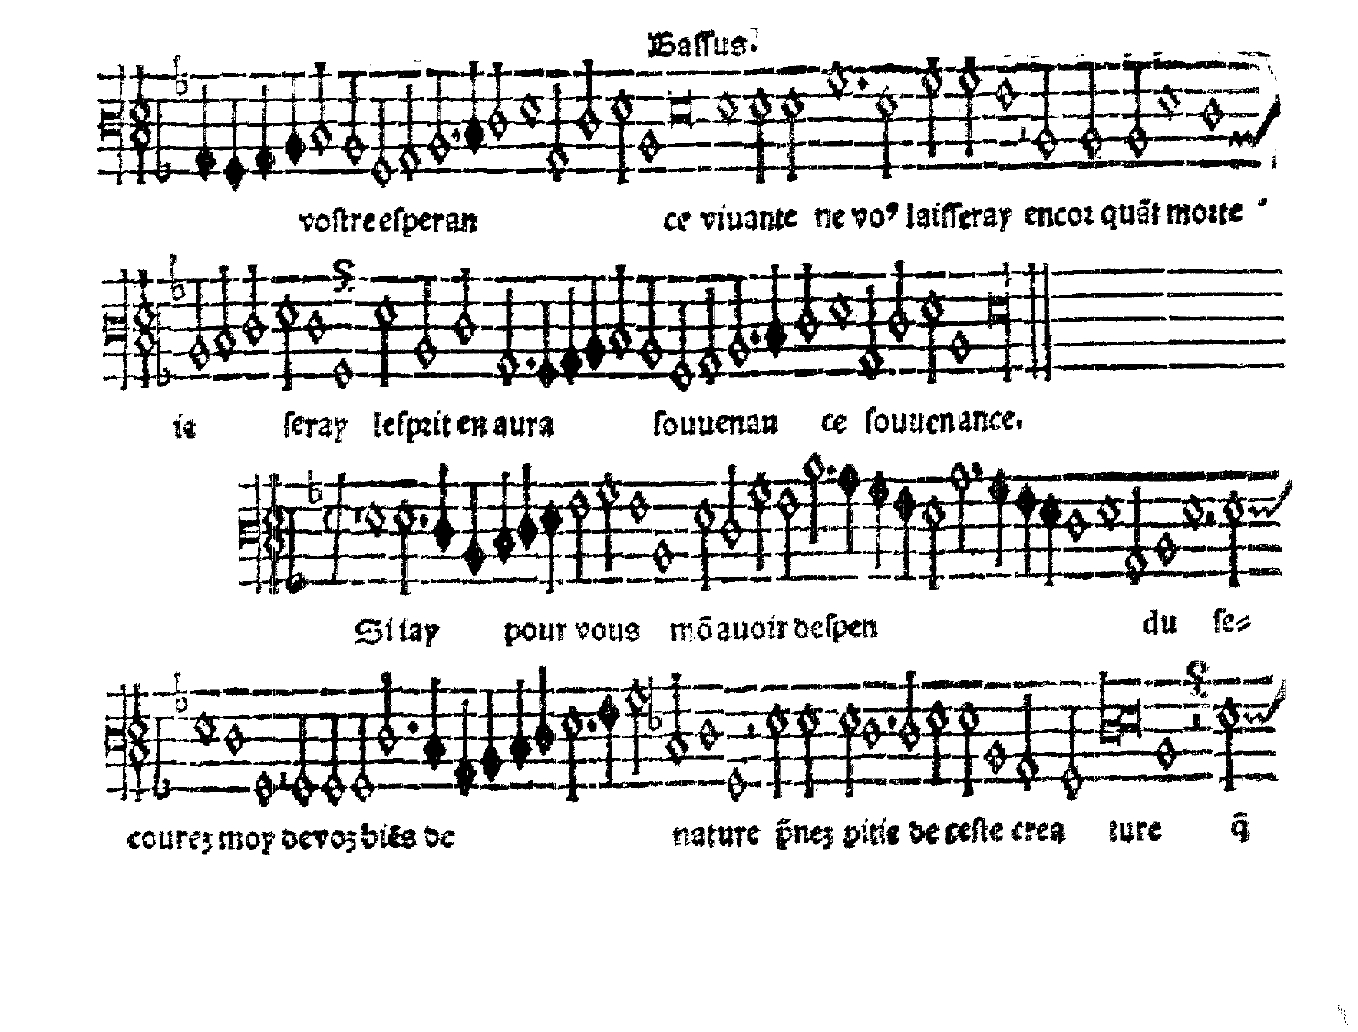 Bassus.
vostre esperan ce viuante ne voꝰ laisseray encor quãt morte
ie seray lesprit en aura souuenan ce souuenance.
Si iay pour vous mõ auoir despen du se⸗
courez moy de voz biẽs de nature p̃nez pitie de ceste crea ture q̃